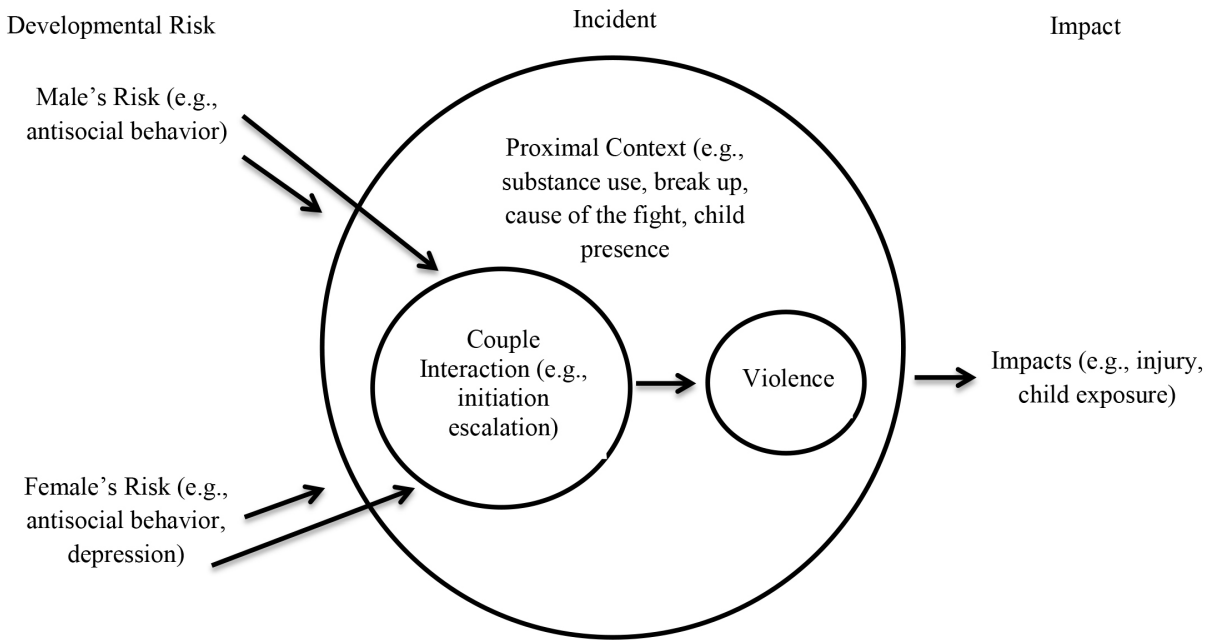 Developmental Risk
Incident
Impact
Male’s Risk (e.g.,
antisocial behavior)
Proximal Context (e.g.,
substance use, break up,
cause of the fight, child
presence
Couple
Interaction (e.g.,
initiation
escalation)
Violence
Impacts (e.g., injury,
child exposure)
Female’s Risk (e.g.,
antisocial behavior,
depression)